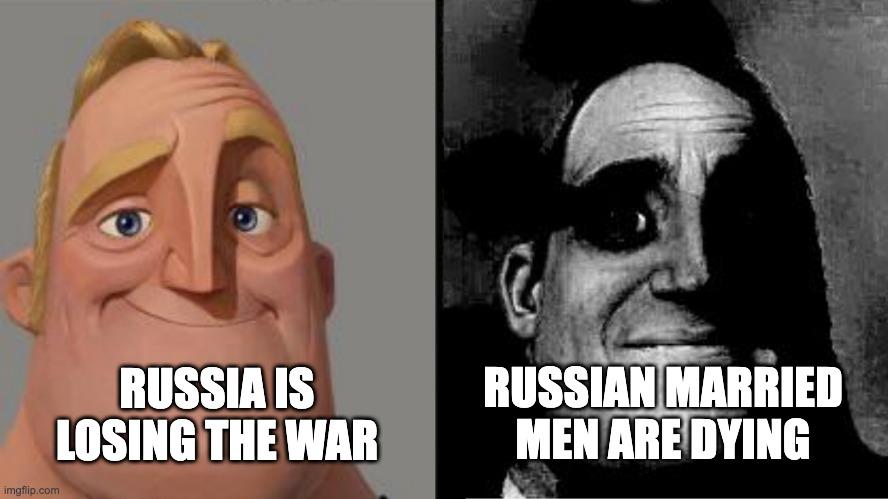 RUSSIA IS
LOSING THE WAR
RUSSIAN MARRIED
MEN ARE DYING
imgflip.com